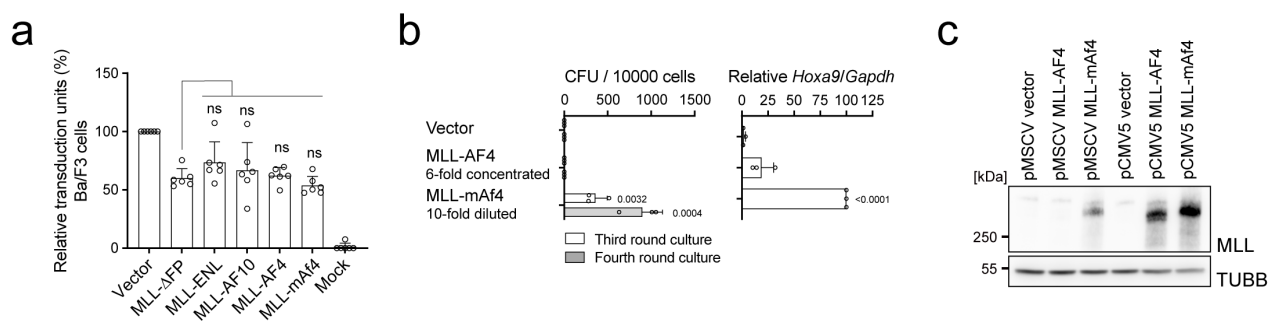 a
Relative transduction units (%)
Ba/F3 cells
150
100
50
0
ns
ns
ns
ns
Vector
MLL-ΔFP
MLL-ENL
MLL-AF10
MLL-AF4
MLL-mAf4
Mock
b
CFU / 10000 cells
0 500 1000 1500
Relative Hoxa9/Gapdh
0 25 50 75 100 125
Vector
MLL-AF4
6-fold concentrated
MLL-mAf4
10-fold diluted
0.0032
0.0004
<0.0001
Third round culture
Fourth round culture
c
pMSCV vector
pMSCV MLL-AF4
pMSCV MLL-mAf4
pCMV5 vector
pCMV5 MLL-AF4
pCMV5 MLL-mAf4
[kDa]
250
55
MLL
TUBB